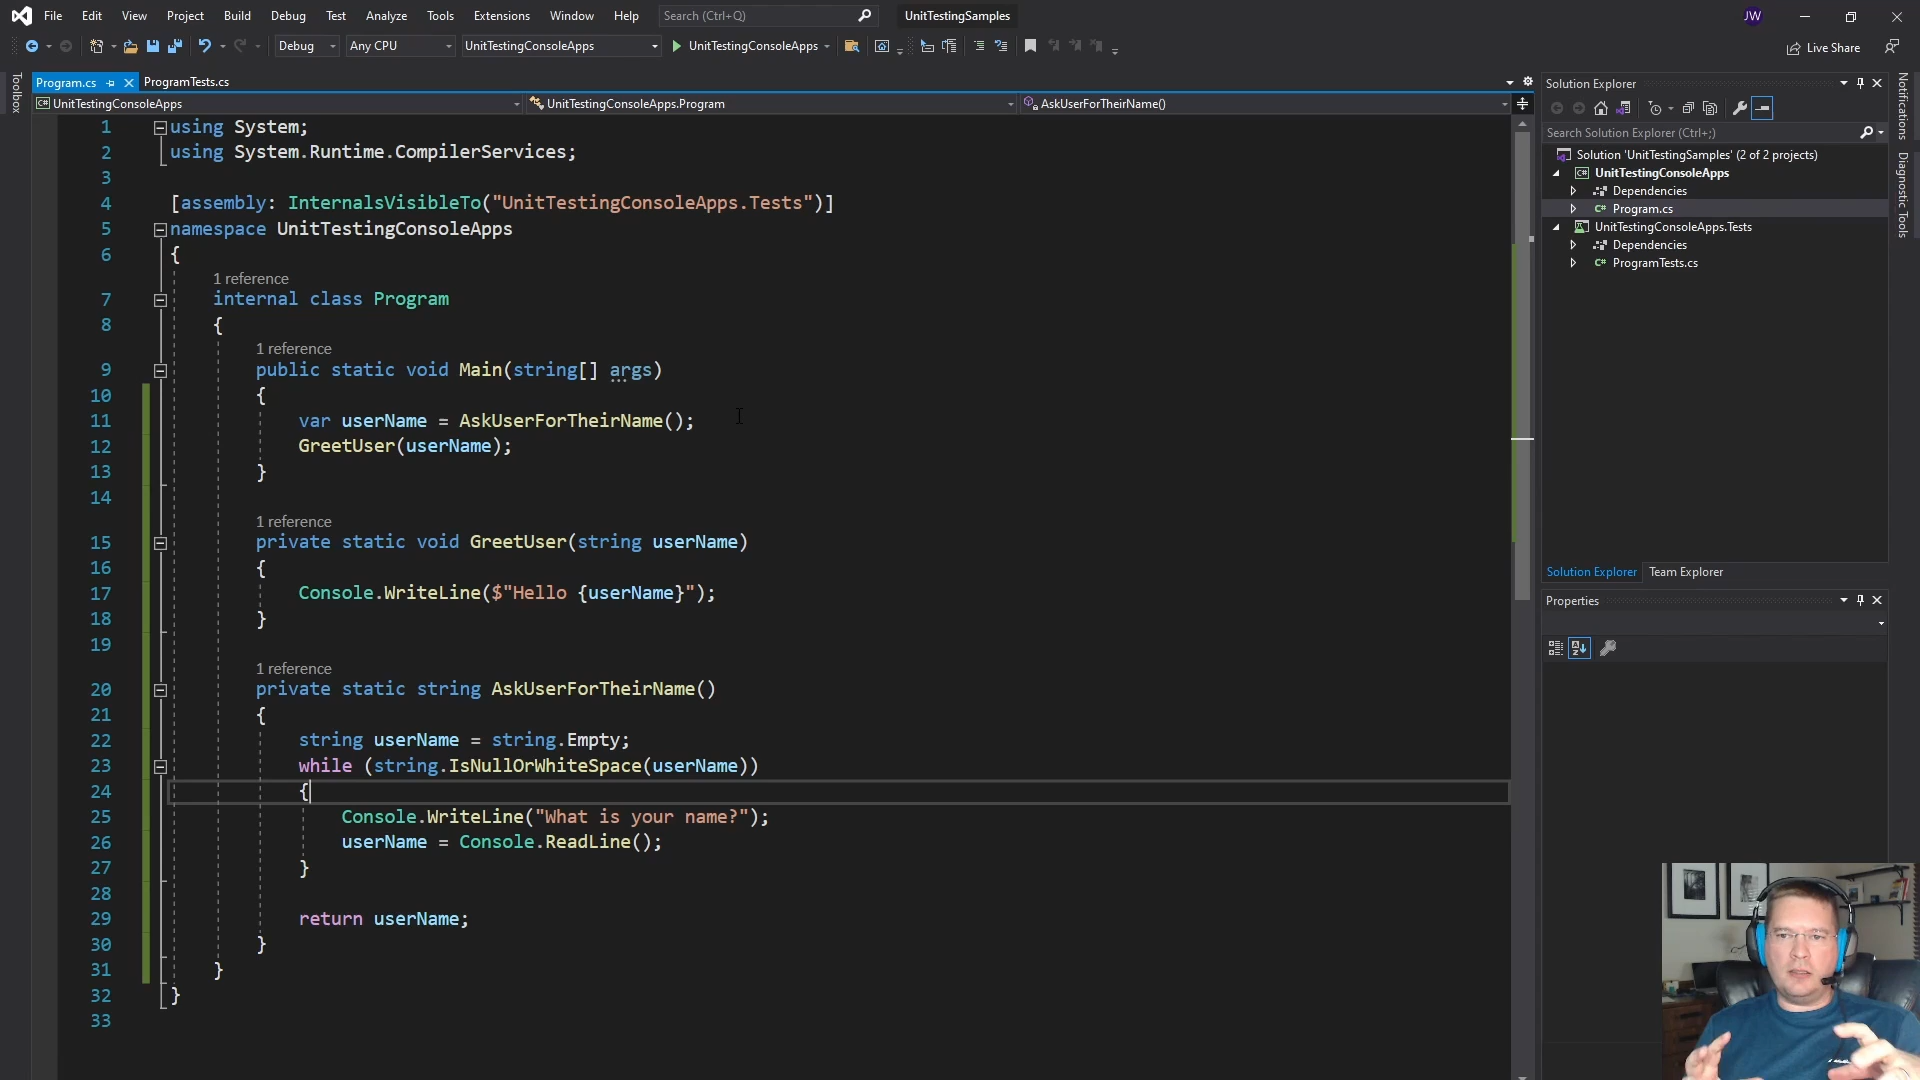 File Edit View Project Build Debug Test Analyze Tools Extensions Window Help Search (Ctrl+Q) UnitTestingSamples JW
Debug Any CPU UnitTestingConsoleApps UnitTestingConsoleApps Live Share
Toolbox
Program.cs ProgramTests.cs
UnitTestingConsoleApps UnitTestingConsoleApps.Program AskUserForTheirName()
1 using System;
2 using System.Runtime.CompilerServices;
3
4 [assembly: InternalsVisibleTo("UnitTestingConsoleApps.Tests")]
5 namespace UnitTestingConsoleApps
6 {
1 reference
7 internal class Program
8 {
1 reference
9 public static void Main(string[] args)
10 {
11 var userName = AskUserForTheirName();
12 GreetUser(userName);
13 }
14
1 reference
15 private static void GreetUser(string userName)
16 {
17 Console.WriteLine($"Hello {userName}");
18 }
19
1 reference
20 private static string AskUserForTheirName()
21 {
22 string userName = string.Empty;
23 while (string.IsNullOrWhiteSpace(userName))
24 {
25 Console.WriteLine("What is your name?");
26 userName = Console.ReadLine();
27 }
28
29 return userName;
30 }
31 }
32 }
33
Solution Explorer
Search Solution Explorer (Ctrl+;)
Solution 'UnitTestingSamples' (2 of 2 projects)
UnitTestingConsoleApps
Dependencies
C# Program.cs
UnitTestingConsoleApps.Tests
Dependencies
C# ProgramTests.cs
Solution Explorer Team Explorer
Properties
Notifications
Diagnostic Tools